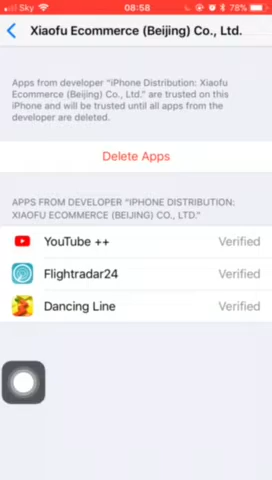 Sky 08:58 78%
Xiaofu Ecommerce (Beijing) Co., Ltd.
Apps from developer "iPhone Distribution: Xiaofu
Ecommerce (Beijing) Co., Ltd." are trusted on this
iPhone and will be trusted until all apps from the
developer are deleted.
Delete Apps
APPS FROM DEVELOPER "IPHONE DISTRIBUTION:
XIAOFU ECOMMERCE (BEIJING) CO., LTD."
YouTube ++ Verified
Flightradar24 Verified
Dancing Line Verified